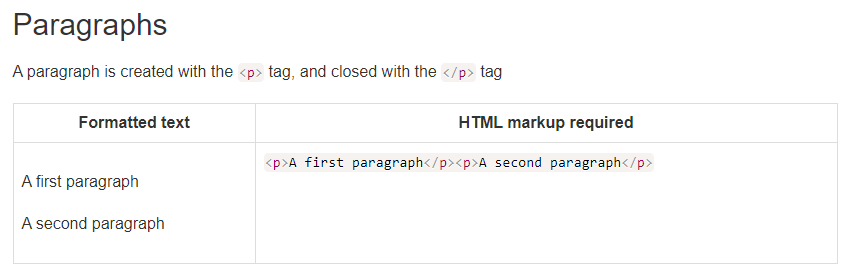 Paragraphs
A paragraph is created with the <p> tag, and closed with the </p> tag
Formatted text
HTML markup required
A first paragraph
A second paragraph
<p>A first paragraph</p><p>A second paragraph</p>